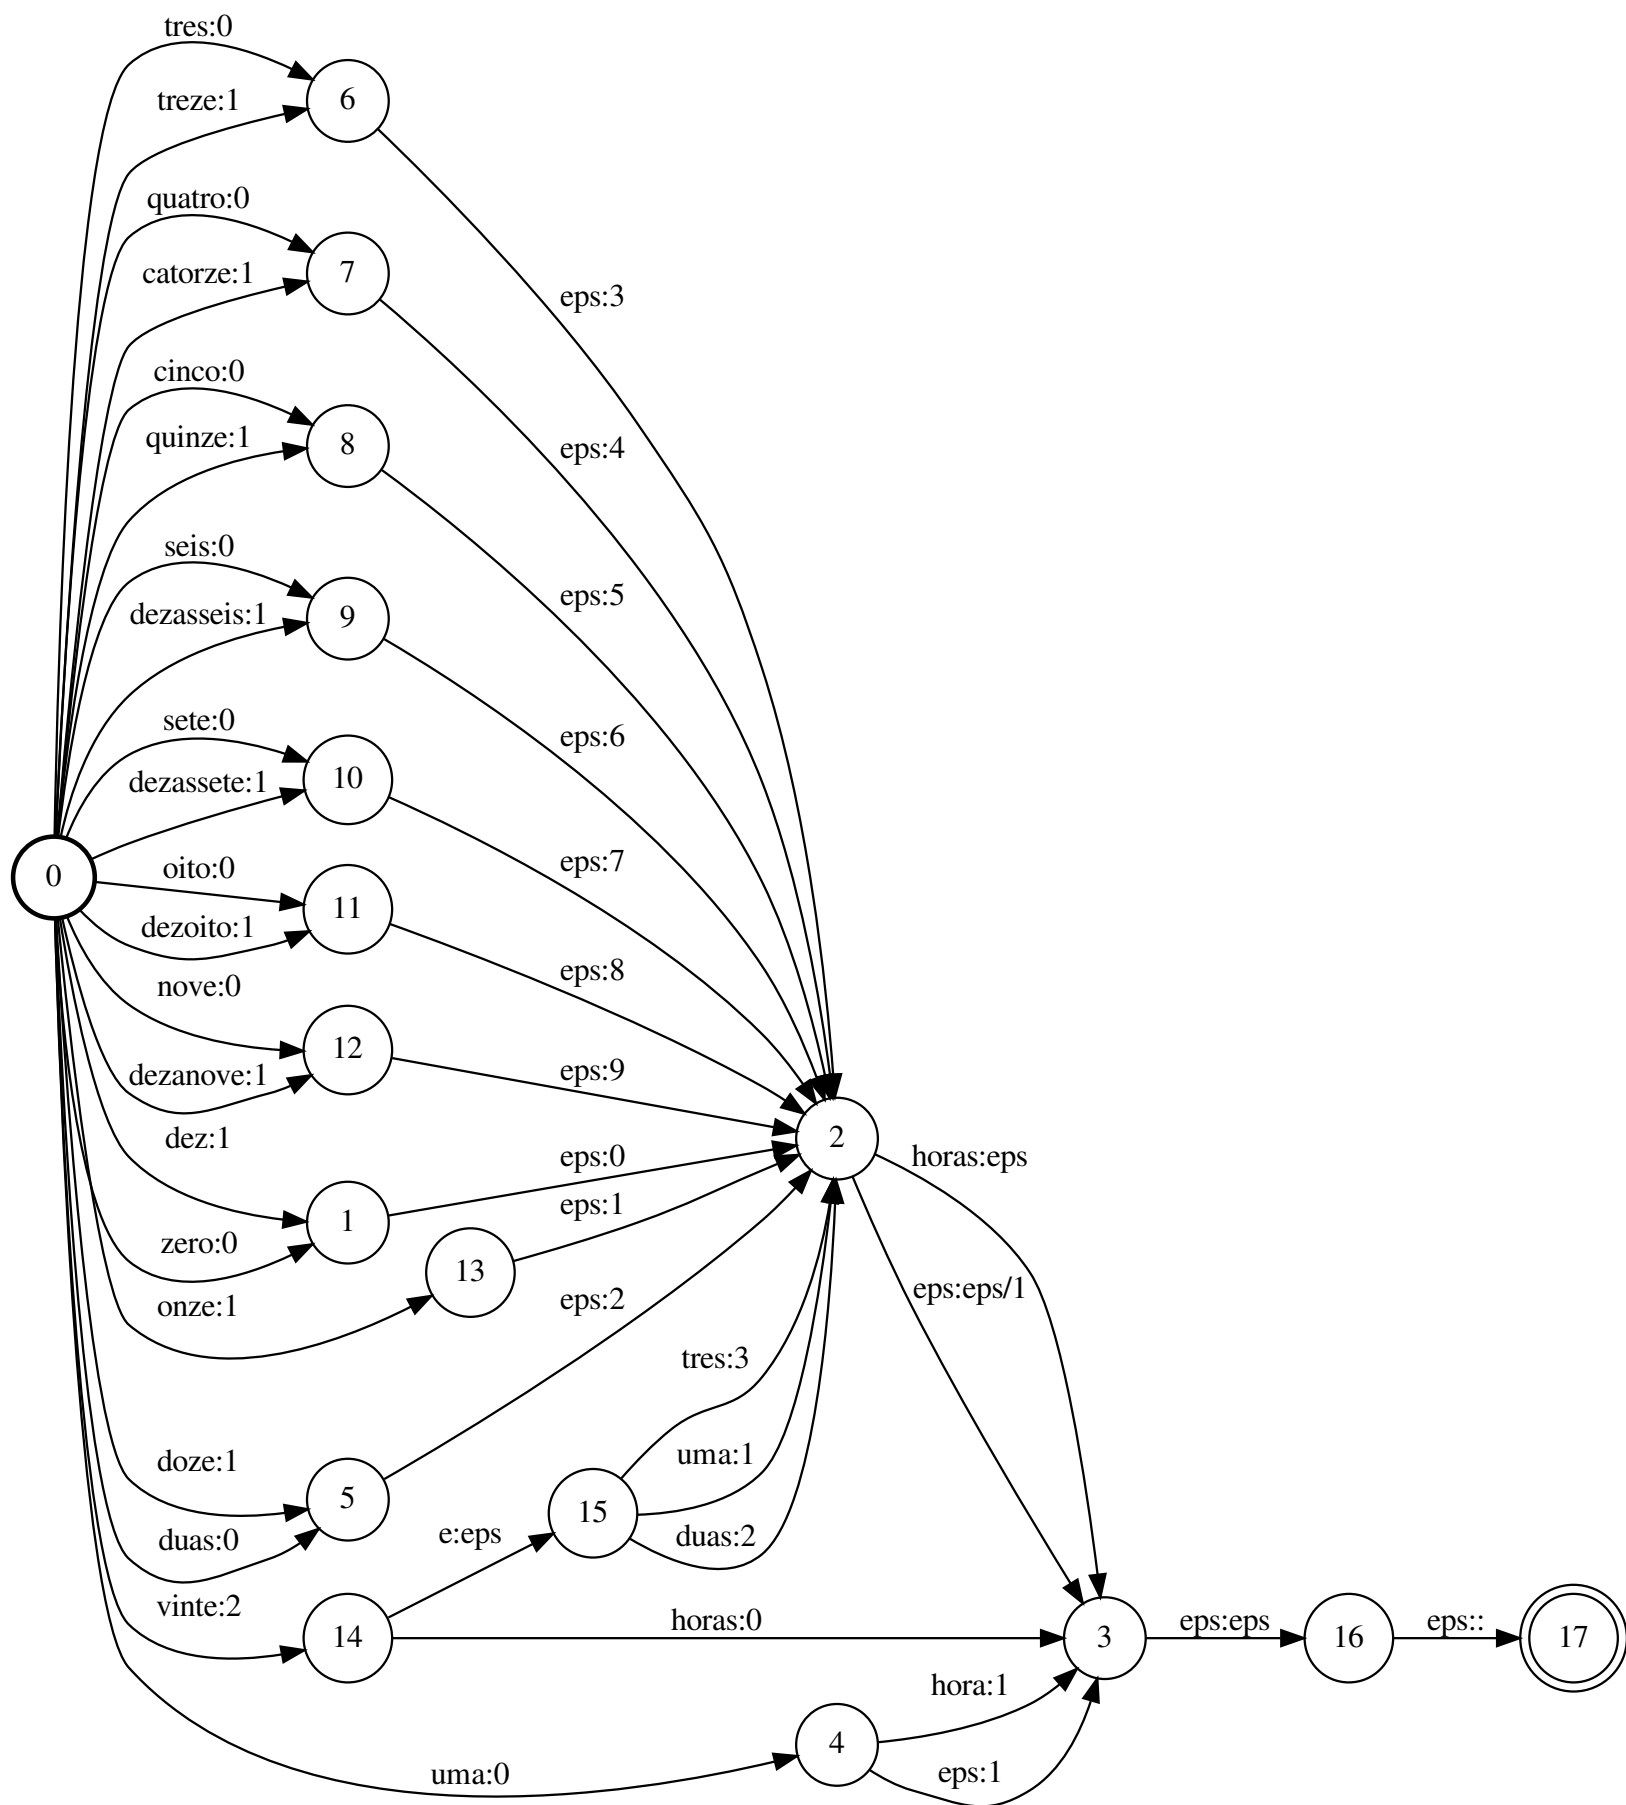 tres:0
6
treze:1
quatro:0
7
catorze:1
eps:3
cinco:0
8
quinze:1
eps:4
seis:0
9
dezasseis:1
eps:5
sete:0
10
dezassete:1
eps:6
0
oito:0
11
dezoito:1
eps:7
nove:0
12
dezanove:1
eps:8
eps:9
dez:1
1
zero:0
eps:0
2
horas:eps
eps:1
13
onze:1
eps:2
eps:eps/1
tres:3
doze:1
5
duas:0
uma:1
15
e:eps
duas:2
vinte:2
14
horas:0
3
eps:eps
16
eps::
17
hora:1
4
uma:0
eps:1